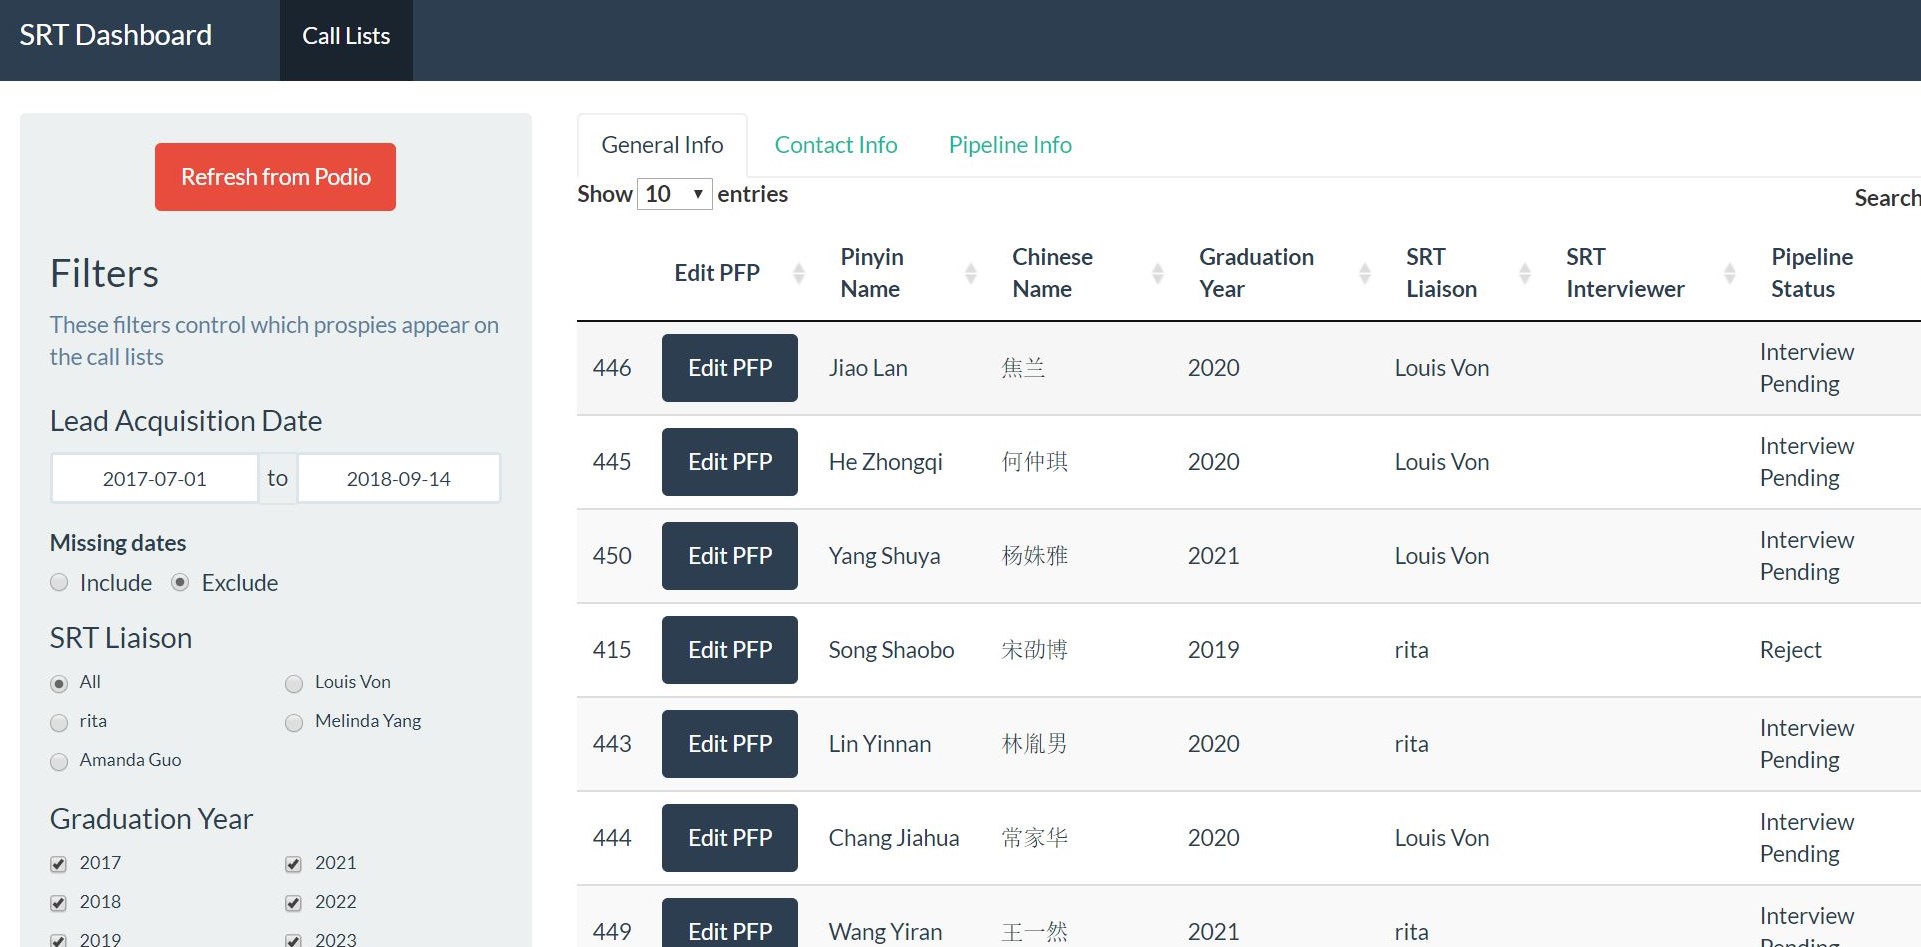 SRT Dashboard
Call Lists
Refresh from Podio
Filters
These filters control which prospies appear on
the call lists
Lead Acquisition Date
2017-07-01 to 2018-09-14
Missing dates
Include Exclude
SRT Liaison
All Louis Von
rita Melinda Yang
Amanda Guo
Graduation Year
2017 2021
2018 2022
2019 2023
General Info Contact Info Pipeline Info
Show 10 entries
Search
Edit PFP Pinyin Name Chinese Name Graduation Year SRT Liaison SRT Interviewer Pipeline Status
446 Edit PFP Jiao Lan 焦兰 2020 Louis Von Interview Pending
445 Edit PFP He Zhongqi 何仲琪 2020 Louis Von Interview Pending
450 Edit PFP Yang Shuya 杨姝雅 2021 Louis Von Interview Pending
415 Edit PFP Song Shaobo 宋劭博 2019 rita Reject
443 Edit PFP Lin Yinnan 林胤男 2020 rita Interview Pending
444 Edit PFP Chang Jiahua 常家华 2020 Louis Von Interview Pending
449 Edit PFP Wang Yiran 王一然 2021 rita Interview Pending